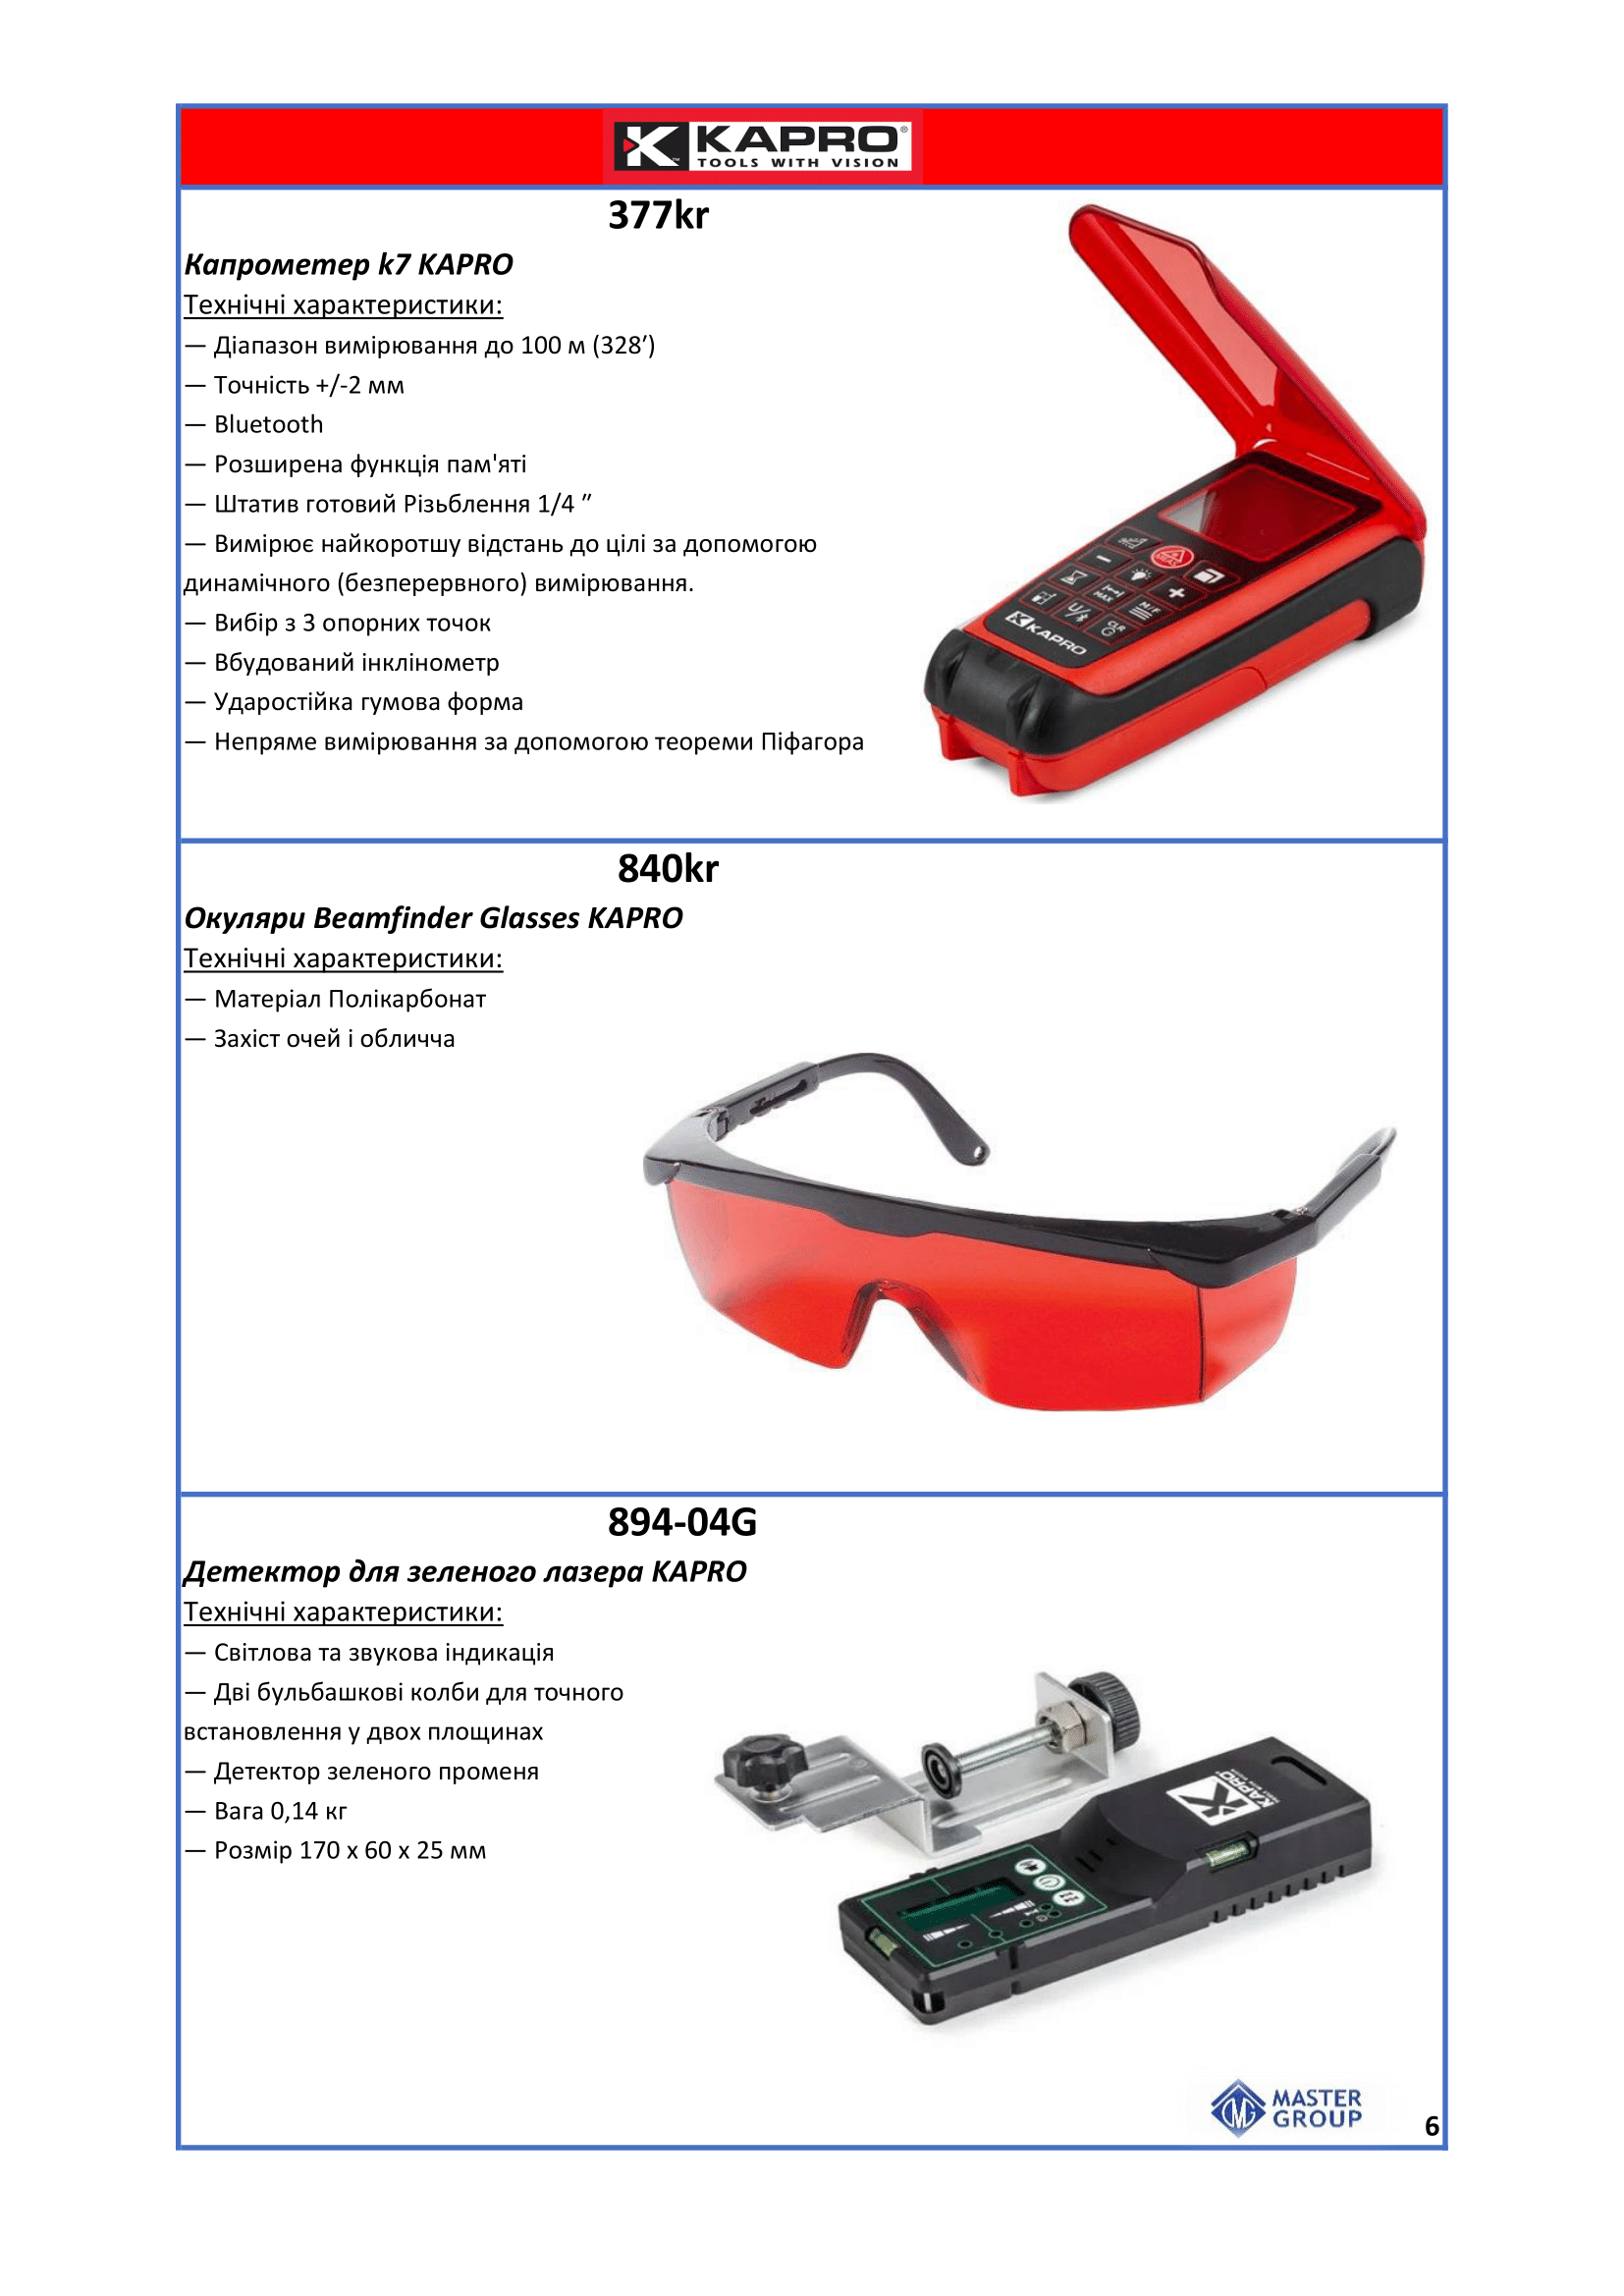 KAPRO®
TOOLS WITH VISION
377kr
Капрометер k7 KAPRO
Технічні характеристики:
— Діапазон вимірювання до 100 м (328′)
— Точність +/-2 мм
— Bluetooth
— Розширена функція пам'яті
— Штатив готовий Різьблення 1/4 ″
— Вимірює найкоротшу відстань до цілі за допомогою
динамічного (безперервного) вимірювання.
— Вибір з 3 опорних точок
— Вбудований інклінометр
— Ударостійка гумова форма
— Непряме вимірювання за допомогою теореми Піфагора
MEAS
MAX
M/F
CLR
KAPRO
840kr
Окуляри Beamfinder Glasses KAPRO
Технічні характеристики:
— Матеріал Полікарбонат
— Захіст очей і обличча
894-04G
Детектор для зеленого лазера KAPRO
Технічні характеристики:
— Світлова та звукова індикація
— Дві бульбашкові колби для точного
встановлення у двох площинах
— Детектор зеленого променя
— Вага 0,14 кг
— Розмір 170 x 60 x 25 мм
KAPRO
MASTER
GROUP
6